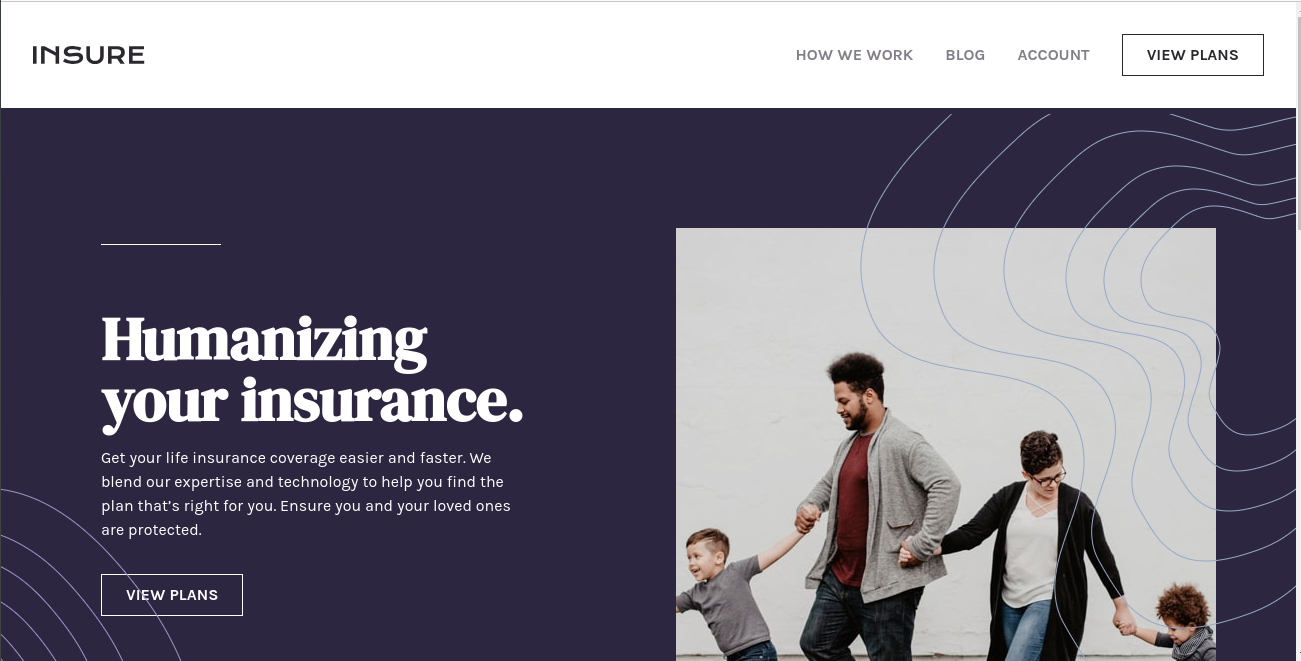 INSURE
HOW WE WORK
BLOG
ACCOUNT
VIEW PLANS
Humanizing
your insurance.
Get your life insurance coverage easier and faster. We
blend our expertise and technology to help you find the
plan that’s right for you. Ensure you and your loved ones
are protected.
VIEW PLANS